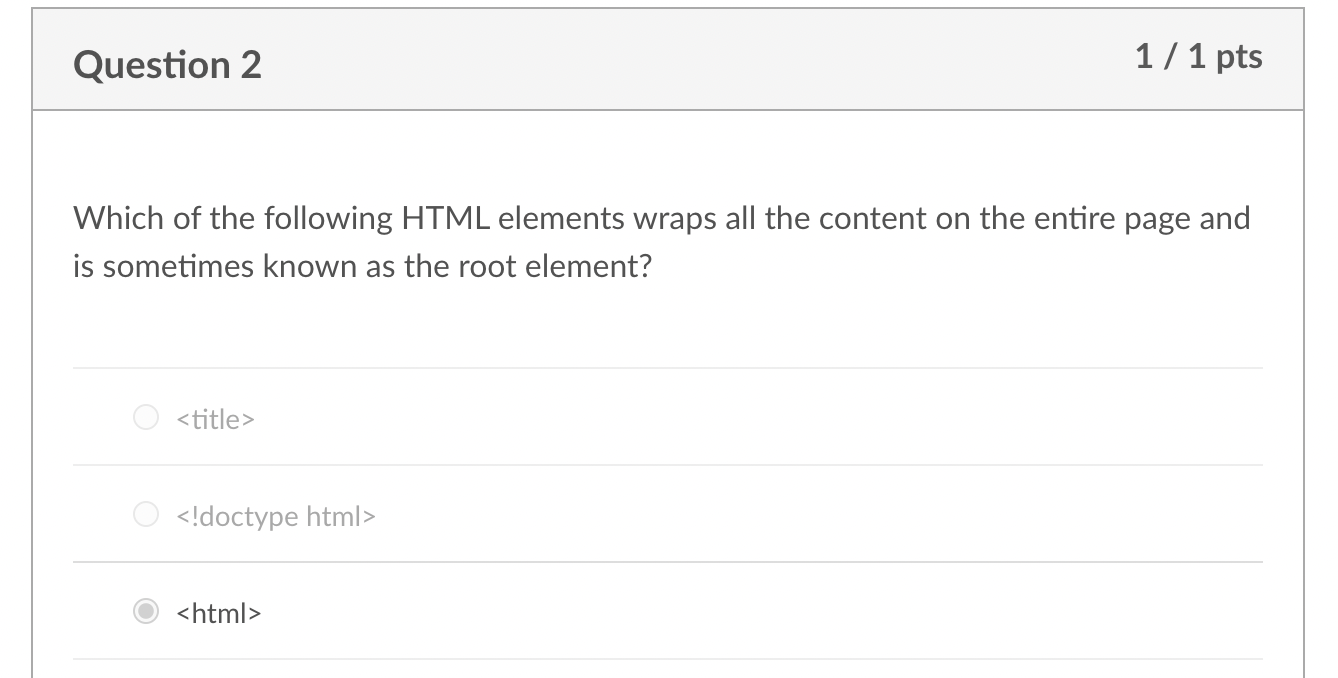 Question 2
1 / 1 pts
Which of the following HTML elements wraps all the content on the entire page and
is sometimes known as the root element?
<title>
<!doctype html>
<html>